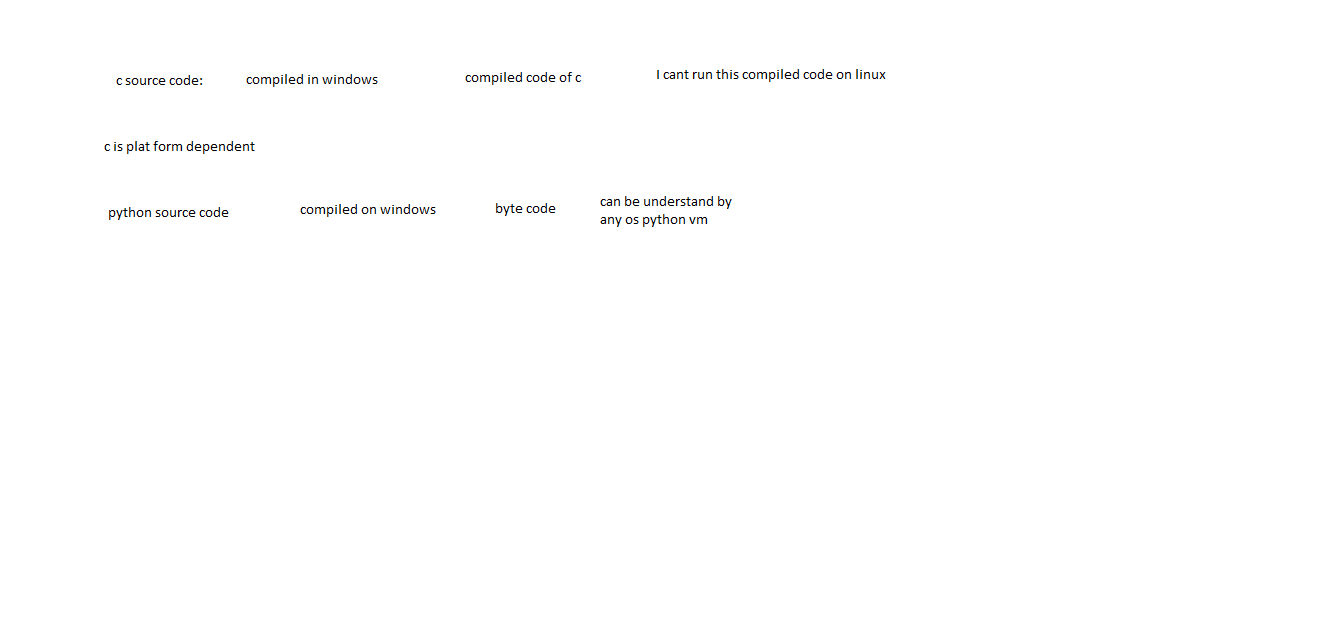 c source code: compiled in windows compiled code of c I cant run this compiled code on linux
c is plat form dependent
python source code compiled on windows byte code can be understand by
any os python vm